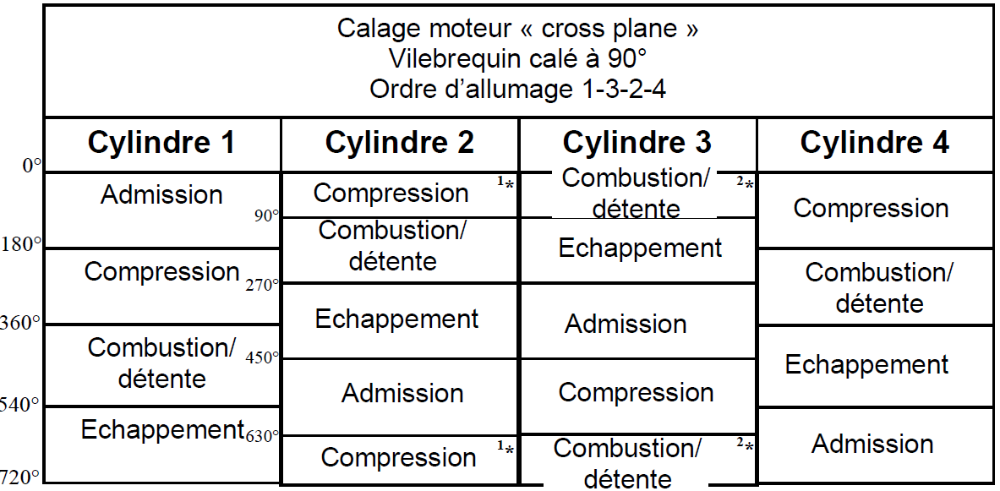 Calage moteur « cross plane »
Vilebrequin calé à 90°
Ordre d’allumage 1-3-2-4
Cylindre 1 Cylindre 2 Cylindre 3 Cylindre 4
0°
Admission
Compression 1*
Combustion/
détente 2*
Compression
90°
180°
Combustion/
détente
Echappement
Compression
270°
Combustion/
détente
360°
Echappement
Admission
Combustion/
détente
450°
Echappement
Admission
Compression
540°
Echappement
630°
Admission
Compression 1*
Combustion/
détente 2*
720°